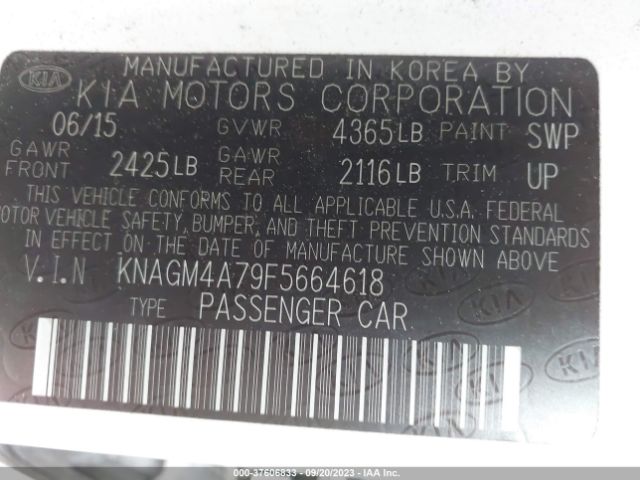 KIA
MANUFACTURED IN KOREA BY
KIA MOTORS CORPORATION
06/15 GVWR 4365LB PAINT SWP
GAWR FRONT 2425LB GAWR REAR 2116LB TRIM UP
THIS VEHICLE CONFORMS TO ALL APPLICABLE U.S.A. FEDERAL
MOTOR VEHICLE SAFETY, BUMPER, AND THEFT PREVENTION STANDARDS
IN EFFECT ON THE DATE OF MANUFACTURE SHOWN ABOVE.
V.I.N KNAGM4A79F5664618
TYPE PASSENGER CAR
000-37606833 - 09/20/2023 - IAA Inc.